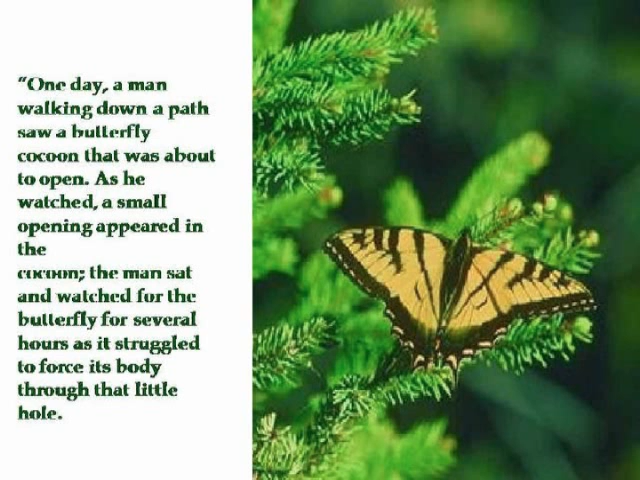 "One day, a man
walking down a path
saw a butterfly
cocoon that was about
to open. As he
watched, a small
opening appeared in
the
cocoon; the man sat
and watched for the
butterfly for several
hours as it struggled
to force its body
through that little
hole.